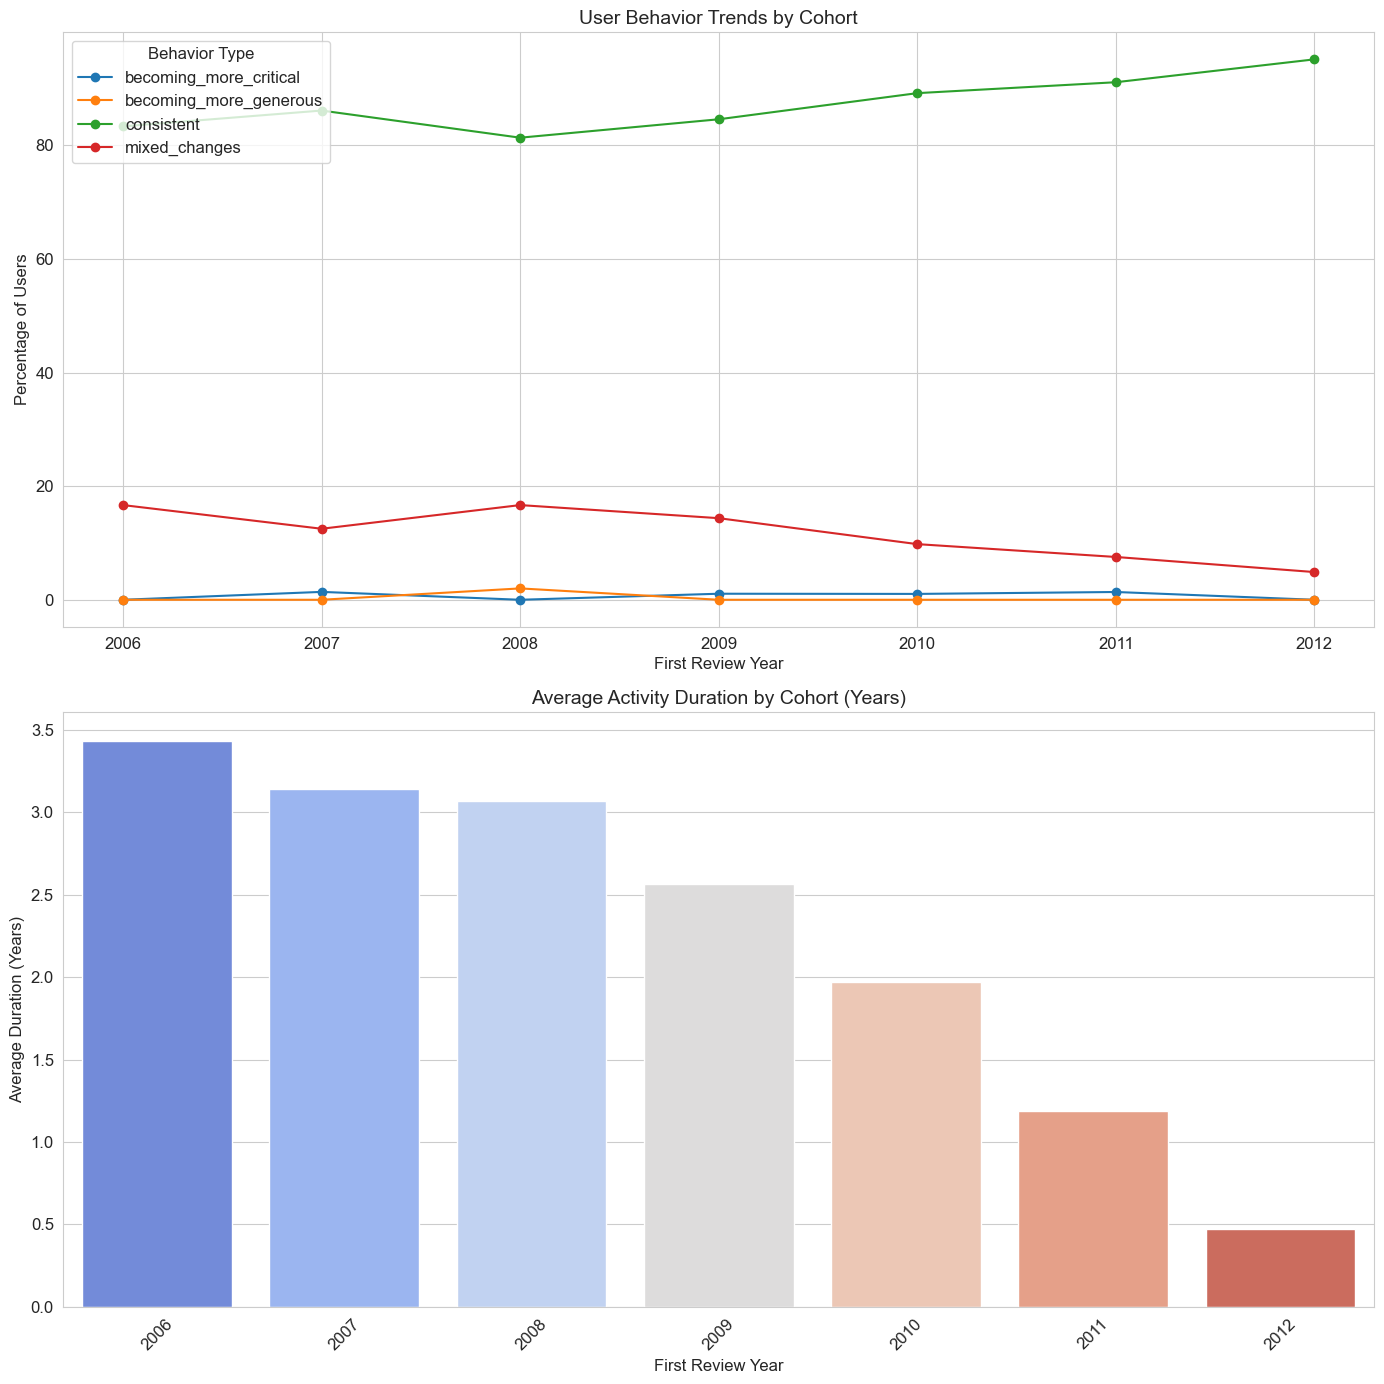 User Behavior Trends by Cohort
Behavior Type
becoming_more_critical
becoming_more_generous
consistent
mixed_changes
Percentage of Users
80
60
40
20
0
2006 2007 2008 2009 2010 2011 2012
First Review Year
Average Activity Duration by Cohort (Years)
Average Duration (Years)
3.5
3.0
2.5
2.0
1.5
1.0
0.5
0.0
2006 2007 2008 2009 2010 2011 2012
First Review Year